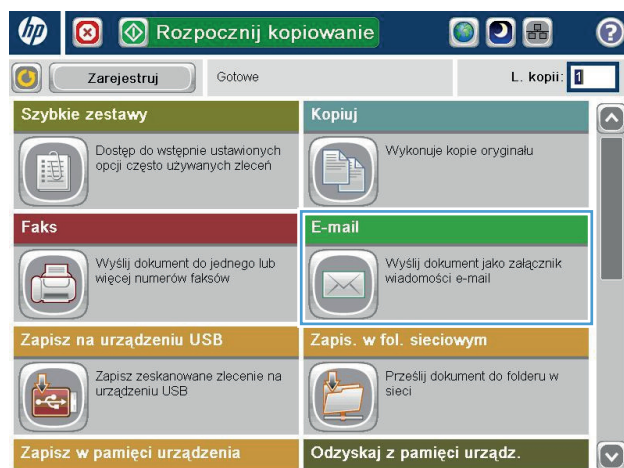 hp
Rozpocznij kopiowanie
?
Zarejestruj
Gotowe
L. kopii: 1
Szybkie zestawy
Dostęp do wstępnie ustawionych
opcji często używanych zleceń
Kopiuj
Wykonuje kopie oryginału
Faks
Wyślij dokument do jednego lub
więcej numerów faksów
E-mail
Wyślij dokument jako załącznik
wiadomości e-mail
Zapisz na urządzeniu USB
Zapisz zeskanowane zlecenie na
urządzeniu USB
Zapis. w fol. sieciowym
Prześlij dokument do folderu w
sieci
Zapisz w pamięci urządzenia
Odzyskaj z pamięci urządz.